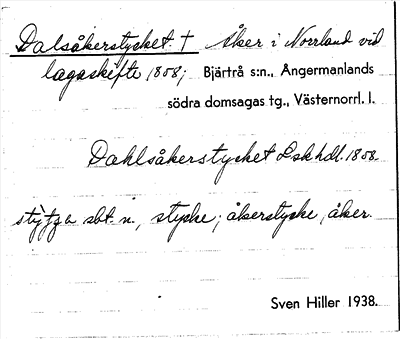 Dalsåkerstycket. † Åker i Norrland vid
lagaskifte 1858; Bjärtrå s:n., Ångermanlands
södra domsagas tg., Västernorrl. l.
Dahlsåkerstycket Lskhdl. 1858.
sbt. n., stycke; åkerstycke, åker.
Sven Hiller 1938.